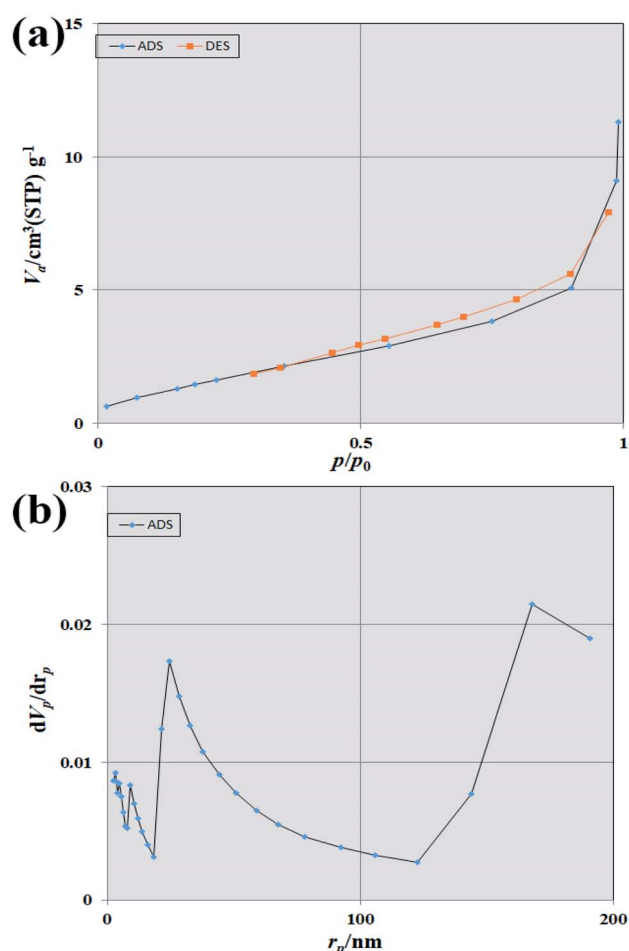 (a)
15
ADS DES
10
5
0
Vₐ/cm³(STP) g⁻¹
0 0.5 1
p/p₀
(b)
0.03
ADS
0.02
0.01
0
dVₚ/drₚ
0 100 200
rₚ/nm